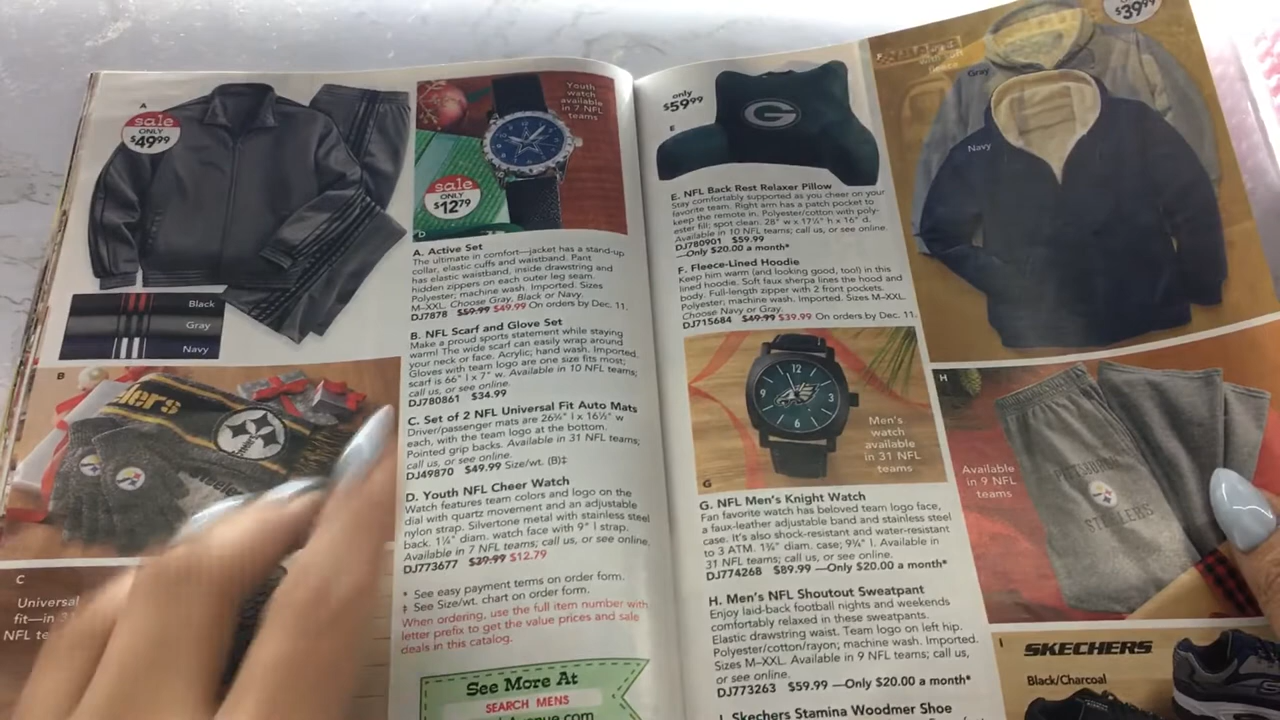 A
sale
ONLY
$49.99
Black
Gray
Navy
B
C
Universal
Youth
watch
available
in 7 NFL
teams
sale
ONLY
$12.79
A. Active Set
The ultimate in comfort—jacket has a stand-up
collar, elastic cuffs and waistband. Pant
has elastic waistband, inside drawstring and
hidden zippers on each outer leg seam.
Polyester; machine wash. Imported. Sizes
M–XXL. Choose Gray, Black or Navy.
DJ7878 $59.99 $49.99 On orders by Dec. 11.
B. NFL Scarf and Glove Set
Make a proud sports statement while staying
warm! The wide scarf can easily wrap around
your neck or face. Acrylic; hand wash. Imported.
Gloves with team logo are one size fits most;
scarf is 66" l x 7" w. Available in 10 NFL teams;
call us, or see online.
DJ780861 $34.99
C. Set of 2 NFL Universal Fit Auto Mats
Driver/passenger mats are 26¾" l x 16½" w
each, with the team logo at the bottom.
Pointed grip backs. Available in 31 NFL teams;
call us, or see online.
DJ49870 $49.99 Size/wt. (B)‡
D. Youth NFL Cheer Watch
Watch features team colors and logo on the
dial with quartz movement and an adjustable
nylon strap. Silvertone metal with stainless steel
back. 1¼" diam. watch face with 9" l strap.
Available in 7 NFL teams; call us, or see online.
DJ773677 $39.99 $12.79
* See easy payment terms on order form.
‡ See Size/wt. chart on order form.
When ordering, use the full item number with
letter prefix to get the value prices and sale
deals in this catalog.
See More At
SEARCH MENS
only
$59.99
E
G
E. NFL Back Rest Relaxer Pillow
Stay comfortably supported as you cheer on your
favorite team. Right arm has a patch pocket to
keep the remote in. Polyester/cotton with poly-
ester fill; spot clean. 28" w x 17½" h x 16" d.
Available in 10 NFL teams; call us, or see online.
DJ780901 $59.99
—Only $20.00 a month*
F. Fleece-Lined Hoodie
Keep him warm (and looking good, too!) in this
lined hoodie. Soft faux sherpa lines the hood and
body. Full-length zipper with 2 front pockets.
Polyester, machine wash. Imported. Sizes M–XXL.
Choose Navy or Gray.
DJ715684 $49.99 $39.99 On orders by Dec. 11.
12
9
3
6
Men's
watch
available
in 31 NFL
teams
G
G. NFL Men's Knight Watch
Fan favorite watch has beloved team logo face,
a faux-leather adjustable band and stainless steel
case. It's also shock-resistant and water-resistant
to 3 ATM. 1¾" diam. case; 9¾" l. Available in
31 NFL teams; call us, or see online.
DJ774268 $89.99 —Only $20.00 a month*
H. Men's NFL Shoutout Sweatpant
Enjoy laid-back football nights and weekends
comfortably relaxed in these sweatpants.
Elastic drawstring waist. Team logo on left hip.
Polyester/cotton/rayon; machine wash. Imported.
Sizes M–XXL. Available in 9 NFL teams; call us,
or see online.
DJ773263 $59.99 —Only $20.00 a month*
I. Skechers Stamina Woodmer Shoe
$39.99
Gray
Navy
H
Available
in 9 NFL
teams
PITTSBURGH
STEELERS
I
SKECHERS
Black/Charcoal